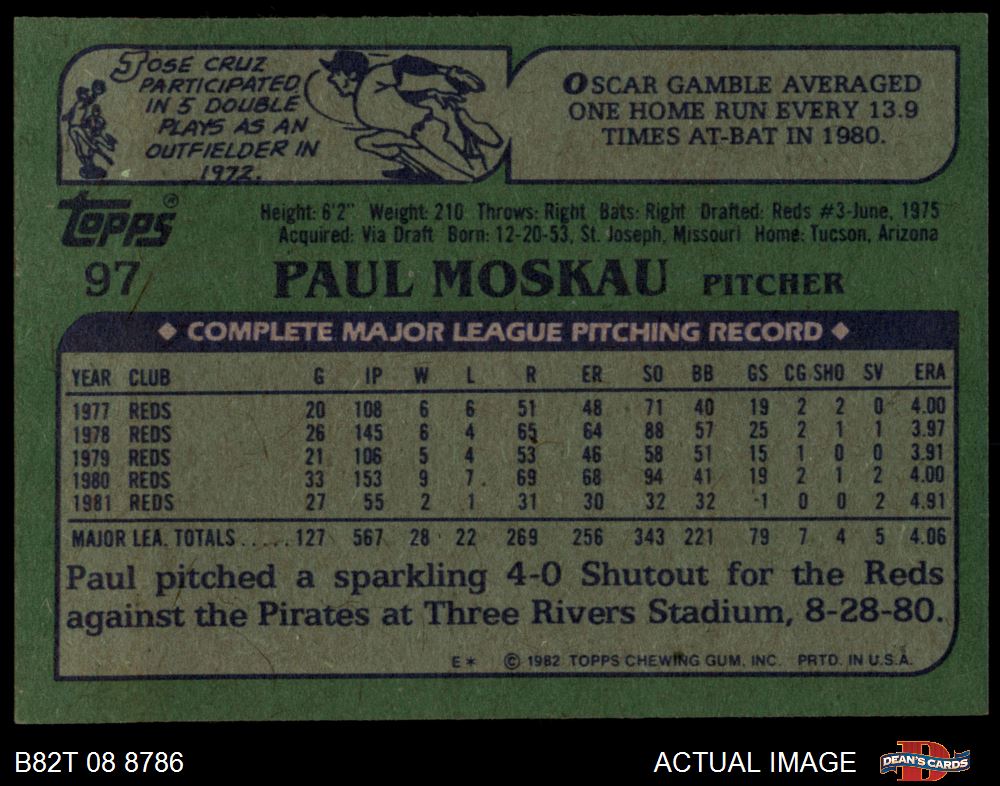 JOSE CRUZ
PARTICIPATED
IN 5 DOUBLE
PLAYS AS AN
OUTFIELDER IN
1972.
OSCAR GAMBLE AVERAGED
ONE HOME RUN EVERY 13.9
TIMES AT-BAT IN 1980.
Topps®
Height: 6'2" Weight: 210 Throws: Right Bats: Right Drafted: Reds #3-June, 1975
Acquired: Via Draft Born: 12-20-53, St. Joseph, Missouri Home: Tucson, Arizona
97 PAUL MOSKAU PITCHER
◆ COMPLETE MAJOR LEAGUE PITCHING RECORD ◆
YEAR CLUB G IP W L R ER SO BB GS CG SHO SV ERA
1977 REDS 20 108 6 6 51 48 71 40 19 2 2 0 4.00
1978 REDS 26 145 6 4 65 64 88 57 25 2 1 1 3.97
1979 REDS 21 106 5 4 53 46 58 51 15 1 0 0 3.91
1980 REDS 33 153 9 7 69 68 94 41 19 2 1 2 4.00
1981 REDS 27 55 2 1 31 30 32 32 1 0 0 2 4.91
MAJOR LEA. TOTALS.....127 567 28 22 269 256 343 221 79 7 4 5 4.06
Paul pitched a sparkling 4-0 Shutout for the Reds
against the Pirates at Three Rivers Stadium, 8-28-80.
E* © 1982 TOPPS CHEWING GUM, INC. PRTD. IN U.S.A.
B82T 08 8786 ACTUAL IMAGE DEAN'S CARDS